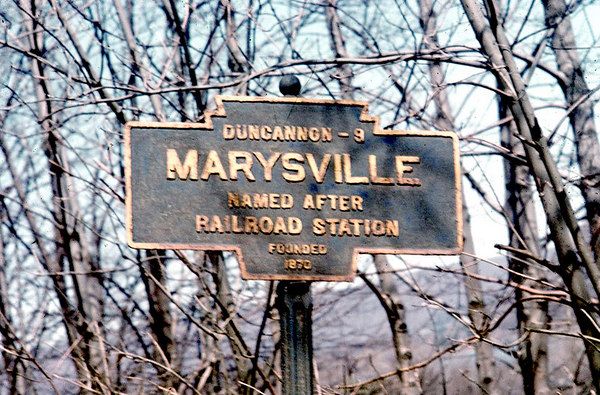 DUNCANNON - 9
MARYSVILLE
NAMED AFTER
RAILROAD STATION
FOUNDED
1870